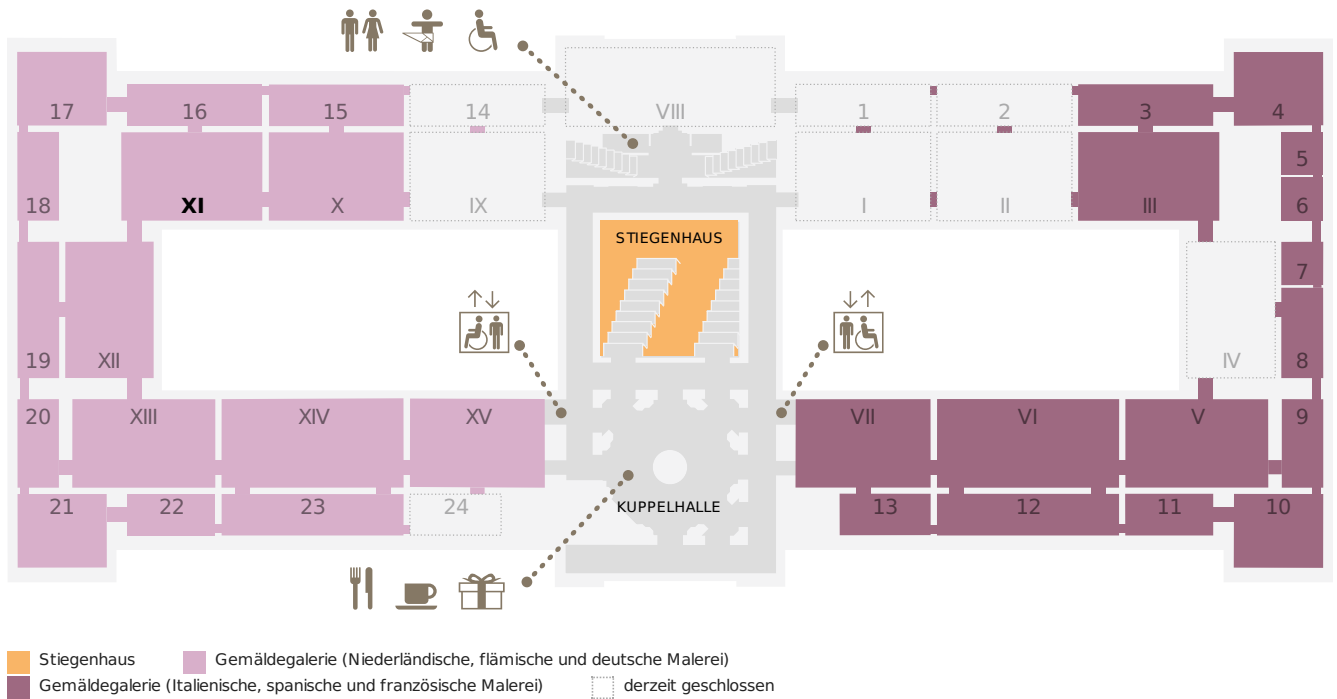 17 16 15 14 VIII 1 2 3 4
5
18 XI X IX I II III 6
STIEGENHAUS
7
19 XII IV 8
20 XIII XIV XV VII VI V 9
21 22 23 24 KUPPELHALLE 13 12 11 10
Stiegenhaus Gemäldegalerie (Niederländische, flämische und deutsche Malerei)
Gemäldegalerie (Italienische, spanische und französische Malerei) derzeit geschlossen